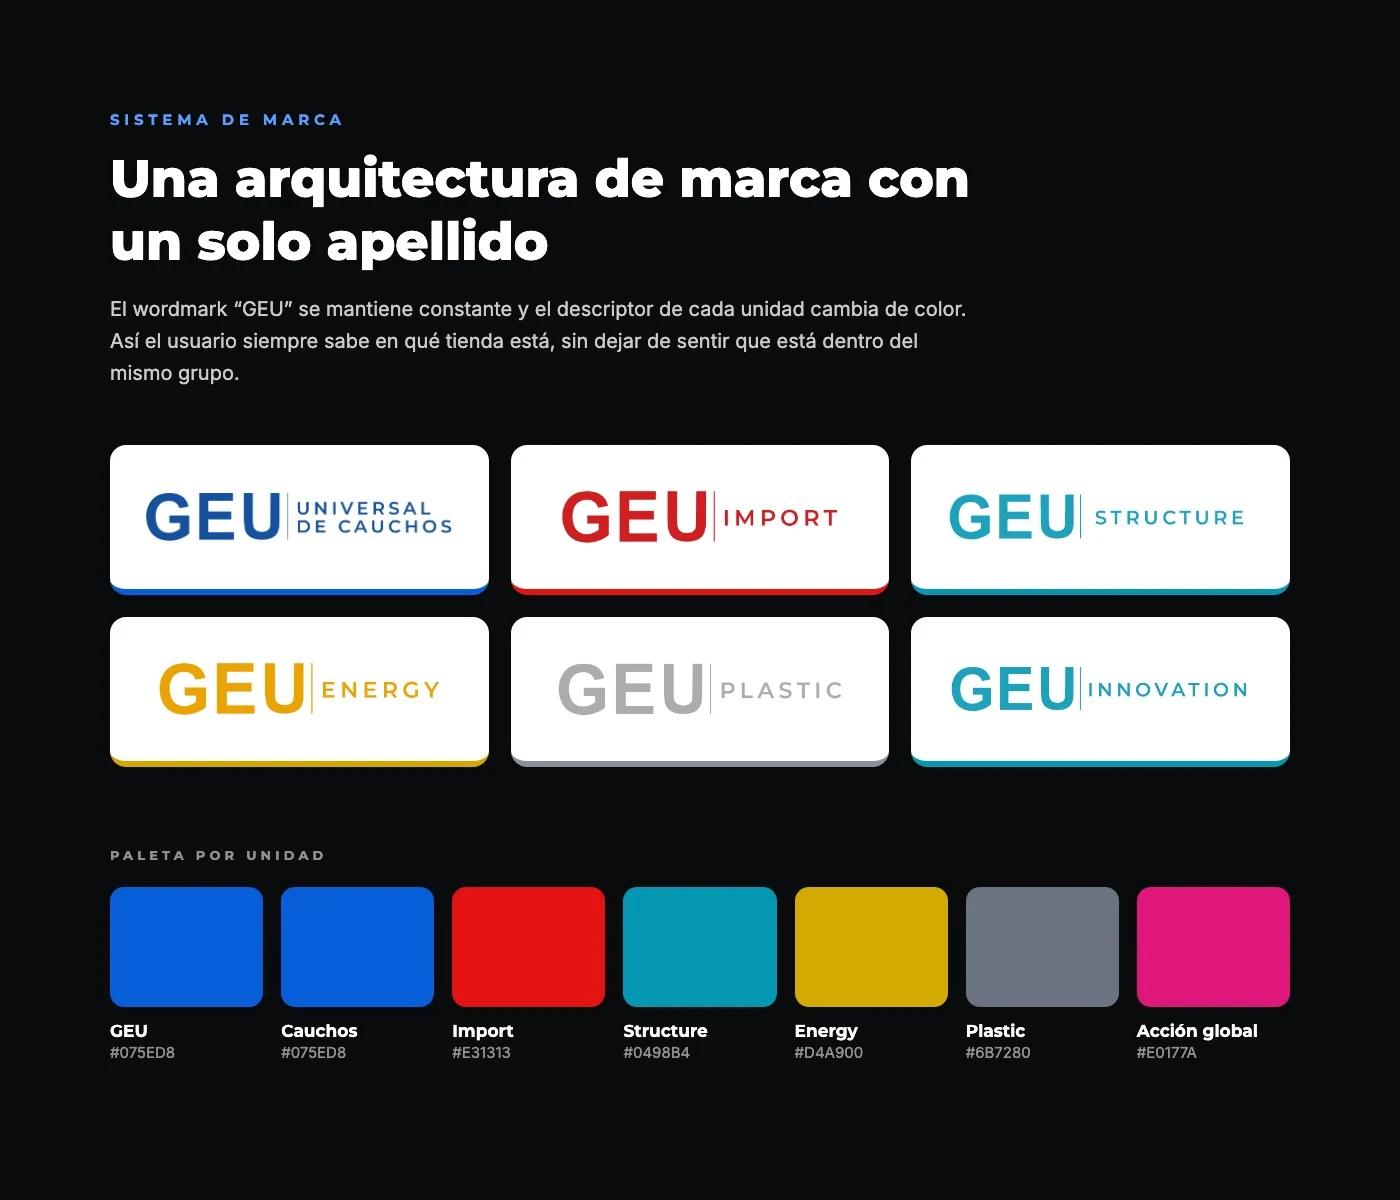 SISTEMA DE MARCA
Una arquitectura de marca con
un solo apellido
El wordmark “GEU” se mantiene constante y el descriptor de cada unidad cambia de color.
Así el usuario siempre sabe en qué tienda está, sin dejar de sentir que está dentro del
mismo grupo.
GEU UNIVERSAL
DE CAUCHOS
GEU IMPORT
GEU STRUCTURE
GEU ENERGY
GEU PLASTIC
GEU INNOVATION
PALETA POR UNIDAD
GEU
#075ED8
Cauchos
#075ED8
Import
#E31313
Structure
#0498B4
Energy
#D4A900
Plastic
#6B7280
Acción global
#E0177A